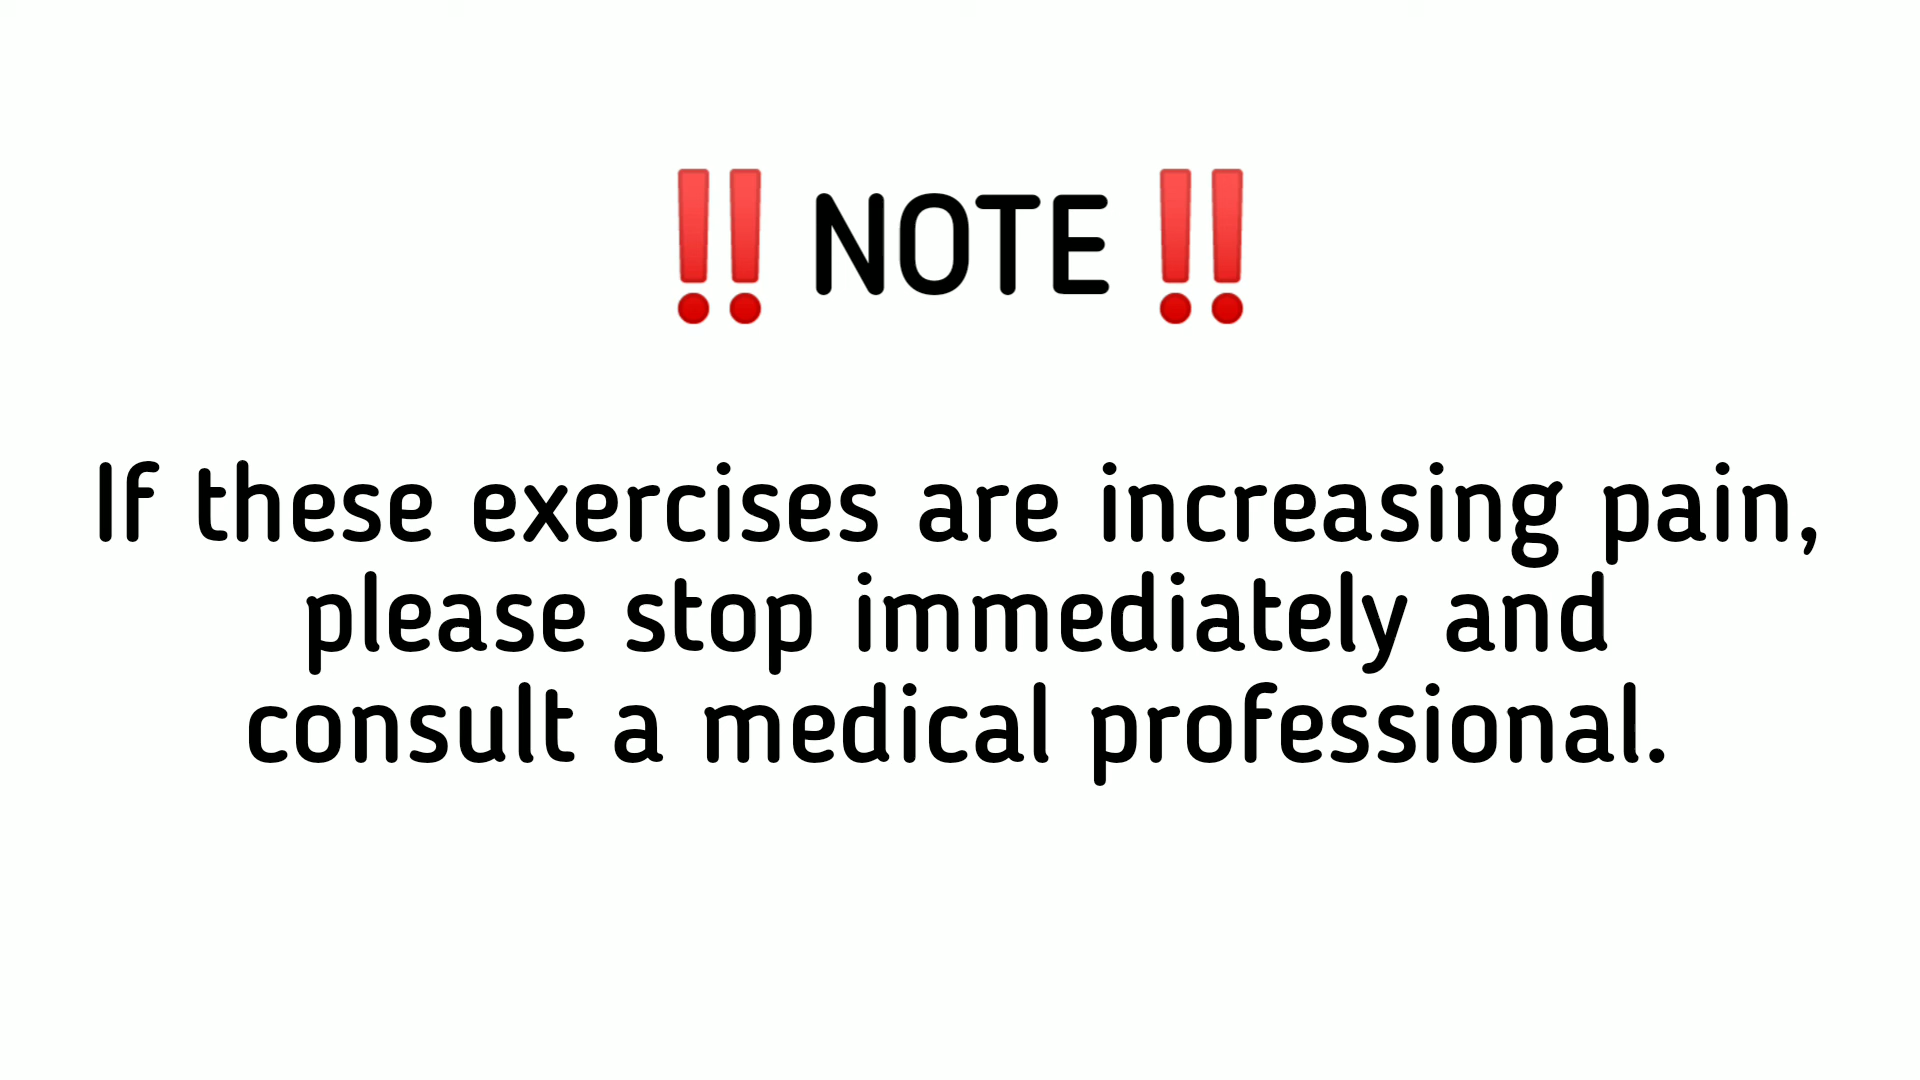 ‼️ NOTE ‼️
If these exercises are increasing pain,
please stop immediately and
consult a medical professional.